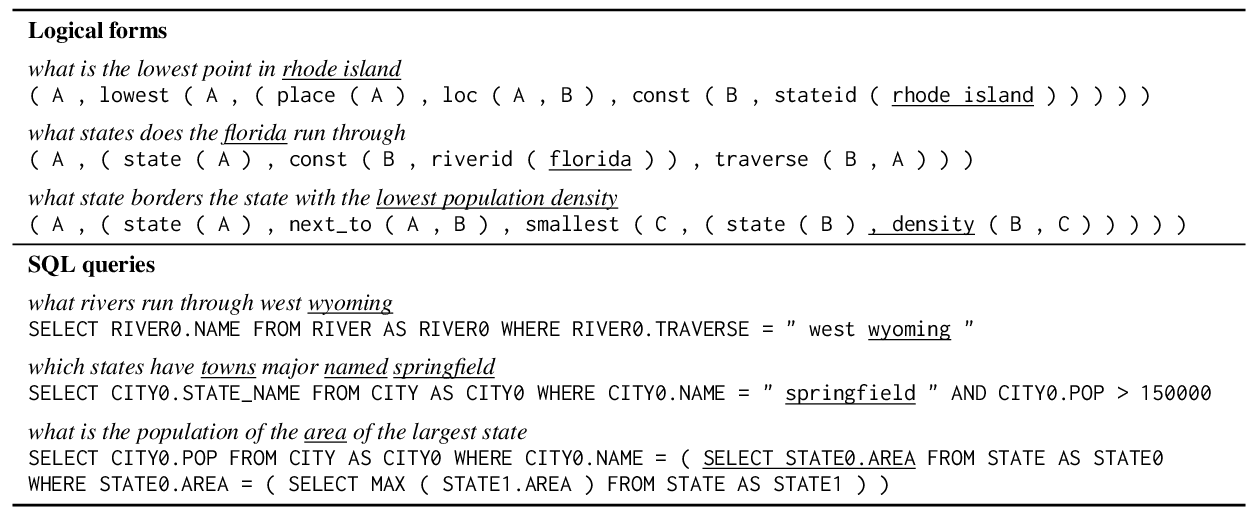 Logical forms
what is the lowest point in rhode island
( A , lowest ( A , ( place ( A ) , loc ( A , B ) , const ( B , stateid ( rhode island ) ) ) ) )
what states does the florida run through
( A , ( state ( A ) , const ( B , riverid ( florida ) ) , traverse ( B , A ) ) )
what state borders the state with the lowest population density
( A , ( state ( A ) , next_to ( A , B ) , smallest ( C , ( state ( B ) , density ( B , C ) ) ) ) )
SQL queries
what rivers run through west wyoming
SELECT RIVER0.NAME FROM RIVER AS RIVER0 WHERE RIVER0.TRAVERSE = " west wyoming "
which states have towns major named springfield
SELECT CITY0.STATE_NAME FROM CITY AS CITY0 WHERE CITY0.NAME = " springfield " AND CITY0.POP > 150000
what is the population of the area of the largest state
SELECT CITY0.POP FROM CITY AS CITY0 WHERE CITY0.NAME = ( SELECT STATE0.AREA FROM STATE AS STATE0
WHERE STATE0.AREA = ( SELECT MAX ( STATE1.AREA ) FROM STATE AS STATE1 ) )